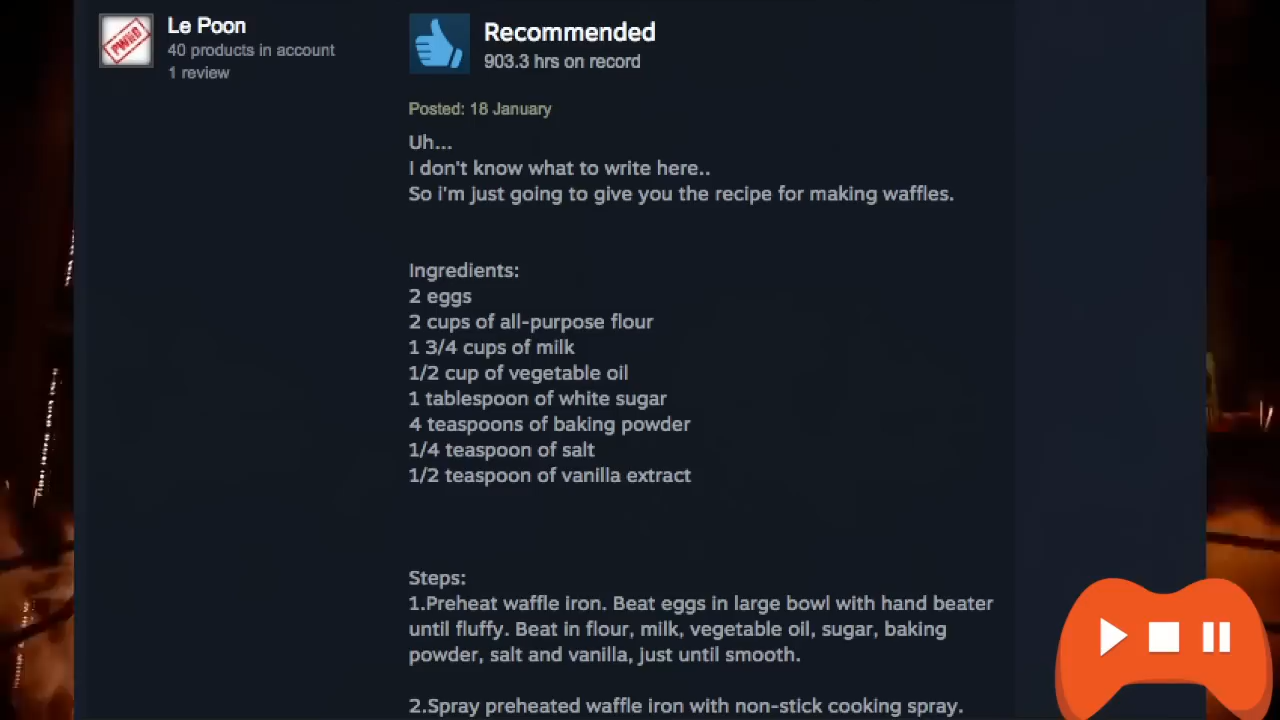 Le Poon
40 products in account
1 review
PWNED
Recommended
903.3 hrs on record
Posted: 18 January
Uh...
I don't know what to write here..
So i'm just going to give you the recipe for making waffles.
Ingredients:
2 eggs
2 cups of all-purpose flour
1 3/4 cups of milk
1/2 cup of vegetable oil
1 tablespoon of white sugar
4 teaspoons of baking powder
1/4 teaspoon of salt
1/2 teaspoon of vanilla extract
Steps:
1.Preheat waffle iron. Beat eggs in large bowl with hand beater
until fluffy. Beat in flour, milk, vegetable oil, sugar, baking
powder, salt and vanilla, just until smooth.
2.Spray preheated waffle iron with non-stick cooking spray.